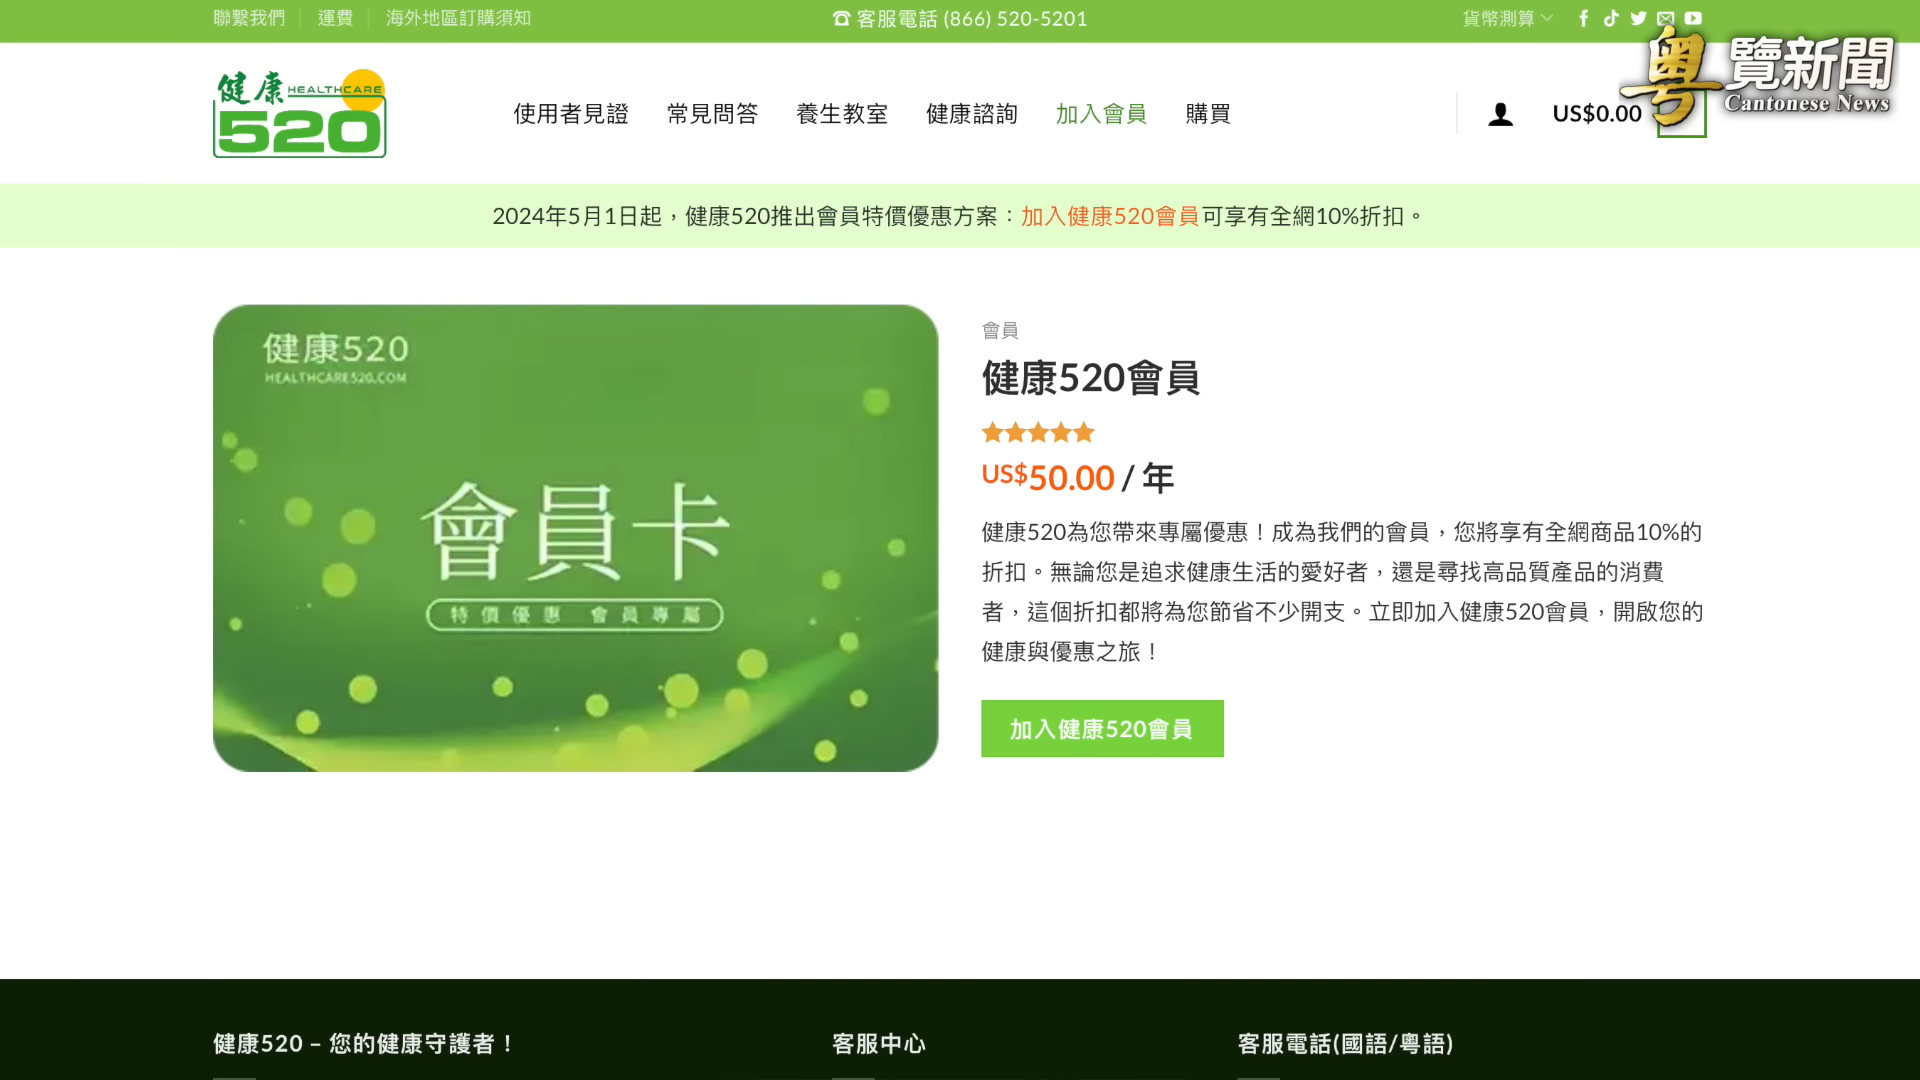 聯繫我們
運費
海外地區訂購須知
☎ 客服電話 (866) 520-5201
貨幣測算
粵覽新聞
Cantonese News
健康 HEALTHCARE
520
使用者見證
常見問答
養生教室
健康諮詢
加入會員
購買
US$0.00
2024年5月1日起，健康520推出會員特價優惠方案：加入健康520會員可享有全網10%折扣。
健康520
HEALTHCARE520.COM
會員卡
特價優惠 會員專屬
會員
健康520會員
US$50.00 / 年
健康520為您帶來專屬優惠！成為我們的會員，您將享有全網商品10%的
折扣。無論您是追求健康生活的愛好者，還是尋找高品質產品的消費
者，這個折扣都將為您節省不少開支。立即加入健康520會員，開啟您的
健康與優惠之旅！
加入健康520會員
健康520 – 您的健康守護者！
客服中心
客服電話(國語/粵語)